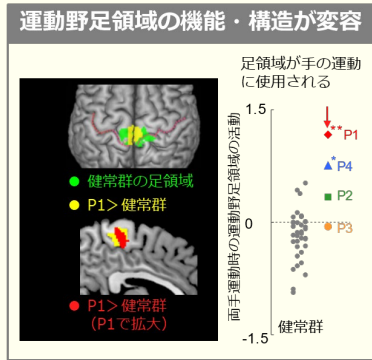 運動野足領域の機能・構造が変容
足領域が手の運動
に使用される
健常群の足領域
P1>健常群
P1>健常群
(P1で拡大)
両手運動時の運動野足領域の活動
1.5
0
-1.5
** P1
* P4
P2
P3
健常群